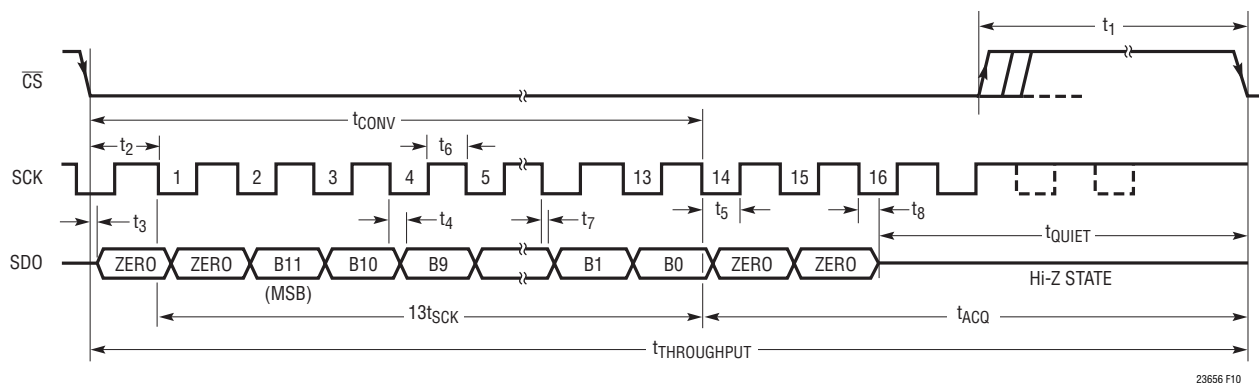 t1
CS
tCONV
t2
t6
SCK
1 2 3 4 5 13 14 15 16
t3
t4
t7
t5
t8
tQUIET
SDO
ZERO ZERO B11 B10 B9 B1 B0 ZERO ZERO
(MSB)
Hi-Z STATE
13tSCK
tACQ
tTHROUGHPUT
23656 F10